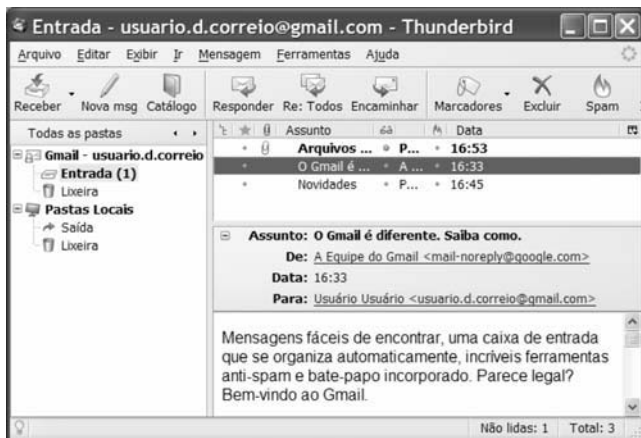 Entrada - usuario.d.correio@gmail.com - Thunderbird
Arquivo Editar Exibir Ir Mensagem Ferramentas Ajuda
Receber Nova msg Catálogo Responder Re: Todos Encaminhar Marcadores Excluir Spam
Todas as pastas
Assunto Data
Gmail - usuario.d.correio
Entrada (1)
Lixeira
Pastas Locais
Saída
Lixeira
Arquivos ... P... 16:53
O Gmail é ... A ... 16:33
Novidades P... 16:45
Assunto: O Gmail é diferente. Saiba como.
De: A Equipe do Gmail <mail-noreply@google.com>
Data: 16:33
Para: Usuário Usuário <usuario.d.correio@gmail.com>
Mensagens fáceis de encontrar, uma caixa de entrada
que se organiza automaticamente, incríveis ferramentas
anti-spam e bate-papo incorporado. Parece legal?
Bem-vindo ao Gmail.
Não lidas: 1 Total: 3